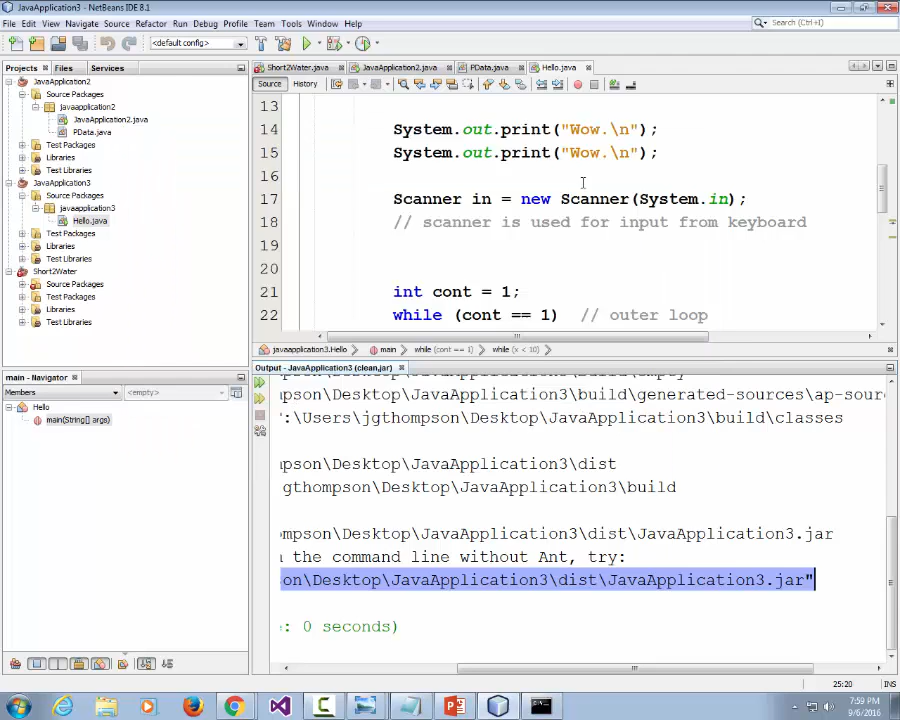 JavaApplication3 - NetBeans IDE 8.1
File Edit View Navigate Source Refactor Run Debug Profile Team Tools Window Help
Search (Ctrl+I)
<default config>
Projects Files Services
JavaApplication2
Source Packages
javaapplication2
JavaApplication2.java
PData.java
Test Packages
Libraries
Test Libraries
JavaApplication3
Source Packages
javaapplication3
Hello.java
Test Packages
Libraries
Test Libraries
Short2Water
Source Packages
Test Packages
Libraries
Test Libraries
main - Navigator
Members <empty>
Hello
main(String[] args)
Short2Water.java JavaApplication2.java PData.java Hello.java
Source History
13
14 System.out.print("Wow.\n");
15 System.out.print("Wow.\n");
16
17 Scanner in = new Scanner(System.in);
18 // scanner is used for input from keyboard
19
20
21 int cont = 1;
22 while (cont == 1) // outer loop
javaapplication3.Hello main while (cont == 1) while (x < 10)
Output - JavaApplication3 (clean,jar)
mpson\Desktop\JavaApplication3\build\generated-sources\ap-sour
":\Users\jgthompson\Desktop\JavaApplication3\build\classes
mpson\Desktop\JavaApplication3\dist
gthompson\Desktop\JavaApplication3\build
ompson\Desktop\JavaApplication3\dist\JavaApplication3.jar
n the command line without Ant, try:
son\Desktop\JavaApplication3\dist\JavaApplication3.jar"
e: 0 seconds)
25:20 INS
7:59 PM
9/6/2016